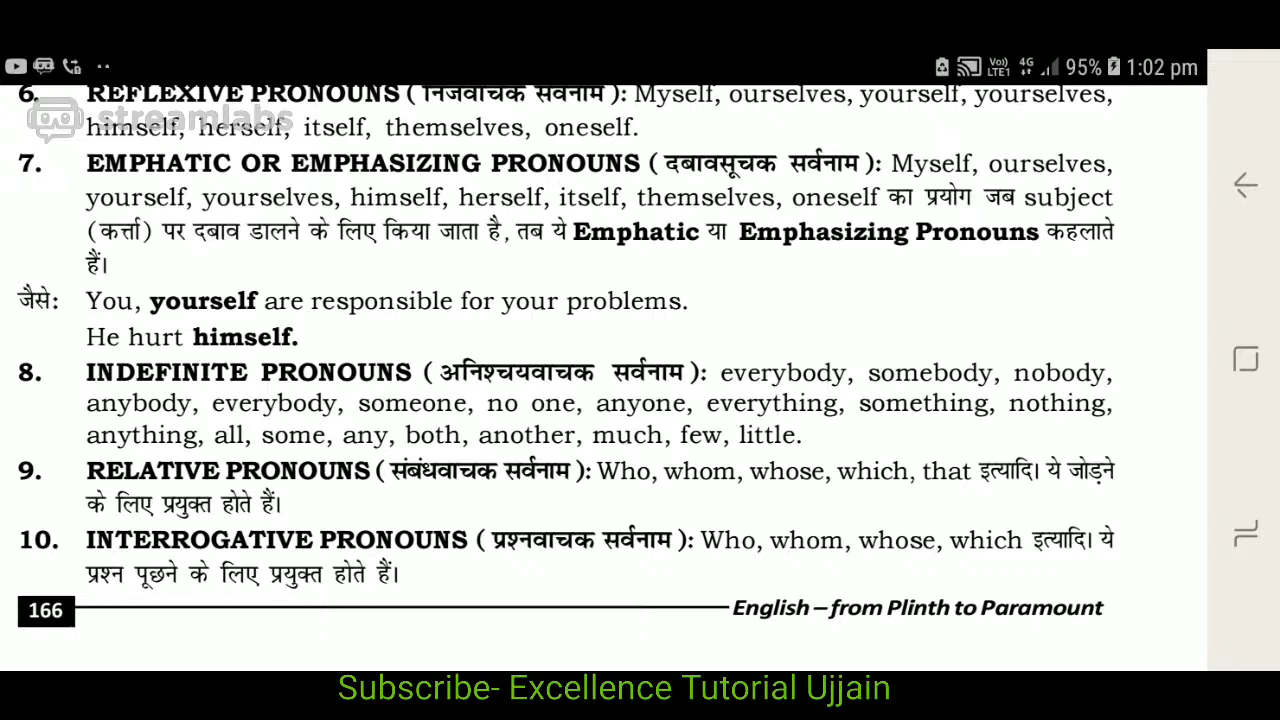 95% 1:02 pm
6. REFLEXIVE PRONOUNS ( निजवाचक सर्वनाम ): Myself, ourselves, yourself, yourselves,
streamlabs
himself, herself, itself, themselves, oneself.
7. EMPHATIC OR EMPHASIZING PRONOUNS ( दबावसूचक सर्वनाम ): Myself, ourselves,
yourself, yourselves, himself, herself, itself, themselves, oneself का प्रयोग जब subject
(कर्त्ता) पर दबाव डालने के लिए किया जाता है, तब ये Emphatic या Emphasizing Pronouns कहलाते
हैं।
जैसे: You, yourself are responsible for your problems.
He hurt himself.
8. INDEFINITE PRONOUNS ( अनिश्चयवाचक सर्वनाम ): everybody, somebody, nobody,
anybody, everybody, someone, no one, anyone, everything, something, nothing,
anything, all, some, any, both, another, much, few, little.
9. RELATIVE PRONOUNS ( संबंधवाचक सर्वनाम ): Who, whom, whose, which, that इत्यादि। ये जोड़ने
के लिए प्रयुक्त होते हैं।
10. INTERROGATIVE PRONOUNS ( प्रश्नवाचक सर्वनाम ): Who, whom, whose, which इत्यादि। ये
प्रश्न पूछने के लिए प्रयुक्त होते हैं।
166 English – from Plinth to Paramount
Subscribe- Excellence Tutorial Ujjain